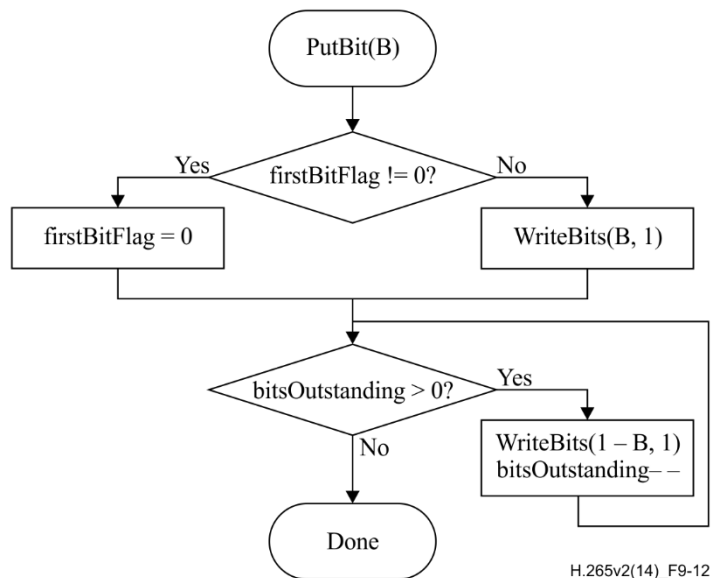 PutBit(B)
Yes
firstBitFlag != 0?
No
firstBitFlag = 0
WriteBits(B, 1)
bitsOutstanding > 0?
Yes
No
WriteBits(1 – B, 1)
bitsOutstanding– –
Done
H.265v2(14)_F9-12